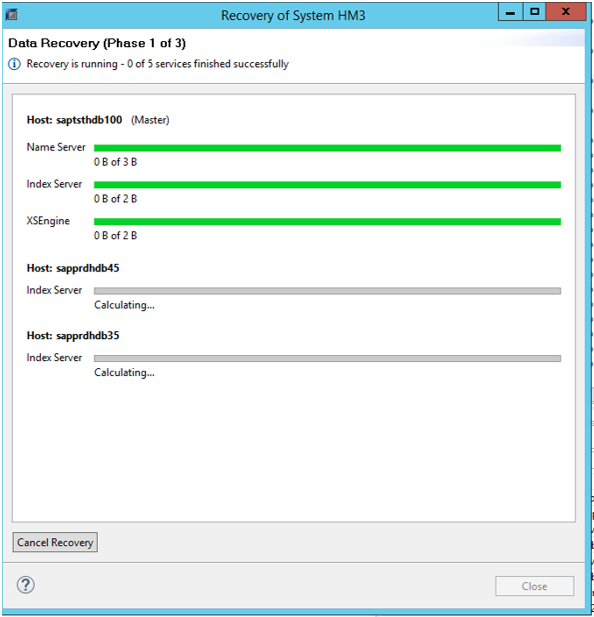 Recovery of System HM3
X
Data Recovery (Phase 1 of 3)
Recovery is running - 0 of 5 services finished successfully
Host: saptsthdb100 (Master)
Name Server
0 B of 3 B
Index Server
0 B of 2 B
XSEngine
0 B of 2 B
Host: sapprdhdb45
Index Server
Calculating...
Host: sapprdhdb35
Index Server
Calculating...
Cancel Recovery
?
Close